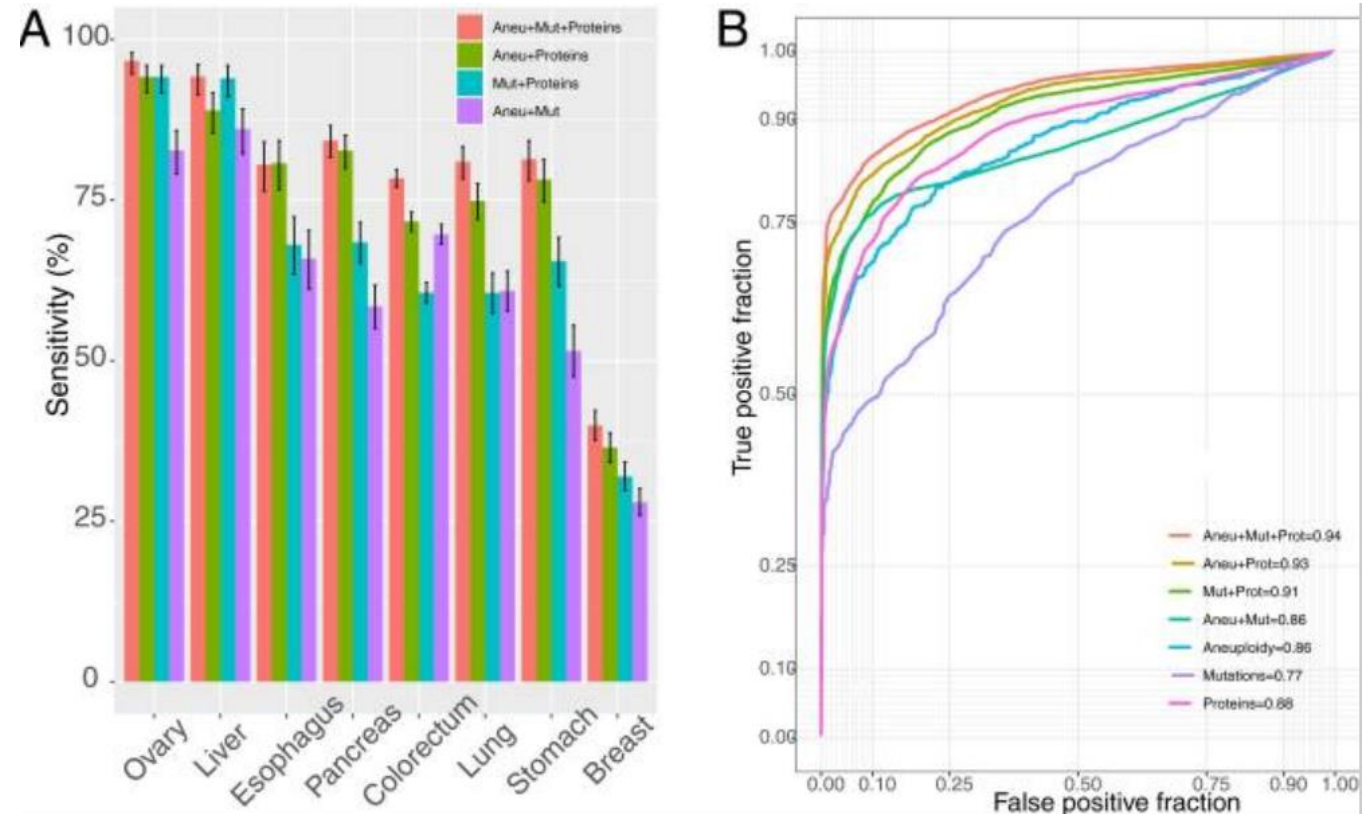 A
Sensitivity (%)
100
75
50
25
0
Aneu+Mut+Proteins
Aneu+Proteins
Mut+Proteins
Aneu+Mut
Ovary
Liver
Esophagus
Pancreas
Colorectum
Lung
Stomach
Breast
B
True positive fraction
1.00
0.90
0.75
0.50
0.25
0.10
0.00
Aneu+Mut+Prot=0.94
Aneu+Prot=0.93
Mut+Prot=0.91
Aneu+Mut=0.86
Aneuploidy=0.86
Mutations=0.77
Proteins=0.88
0.00 0.10 0.25 0.50 0.75 0.90 1.00
False positive fraction